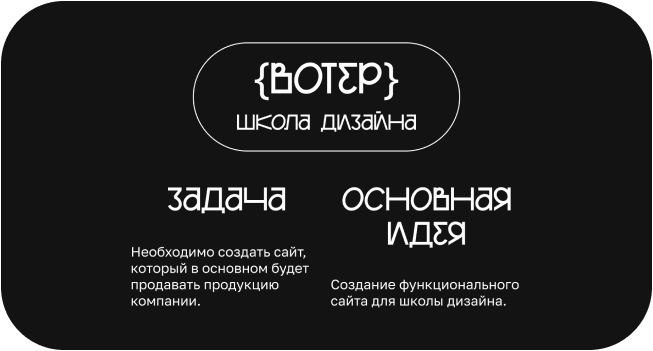 {ВОТЕР}
ШКОЛА ДИЗАЙНА
ЗАДАЧА
Необходимо создать сайт,
который в основном будет
продавать продукцию
компании.
ОСНОВНАЯ
ИДЕЯ
Создание функционального
сайта для школы дизайна.